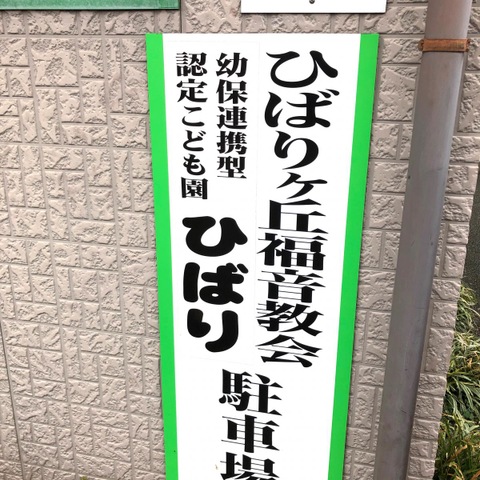 ひばりヶ丘福音教会
幼保連携型
認定こども園
ひばり
駐車場